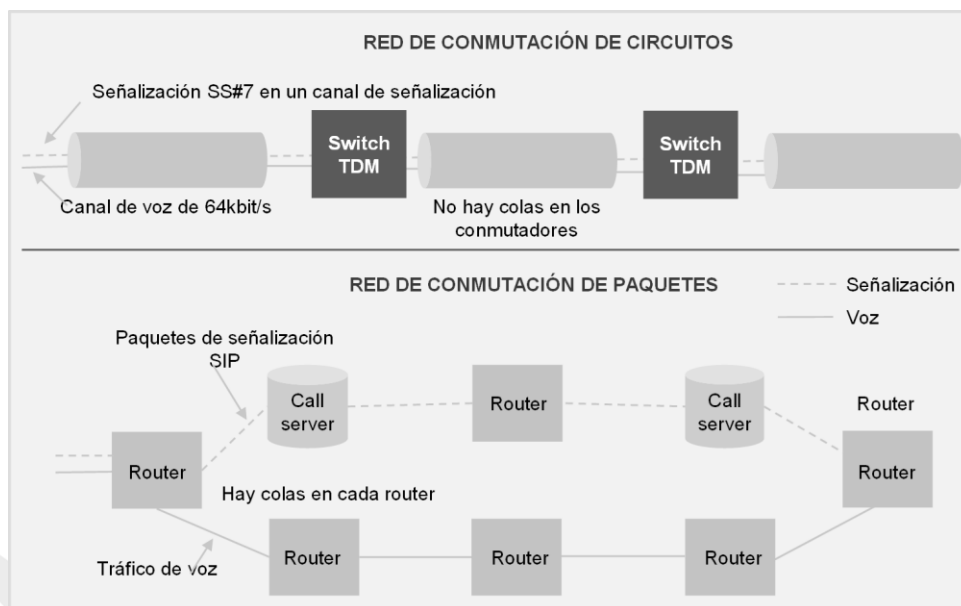 RED DE CONMUTACIÓN DE CIRCUITOS
Señalización SS#7 en un canal de señalización
Switch
TDM
Switch
TDM
Canal de voz de 64kbit/s
No hay colas en los
conmutadores
RED DE CONMUTACIÓN DE PAQUETES
Señalización
Voz
Paquetes de señalización
SIP
Call
server
Router
Call
server
Router
Router
Router
Hay colas en cada router
Router
Router
Router
Tráfico de voz